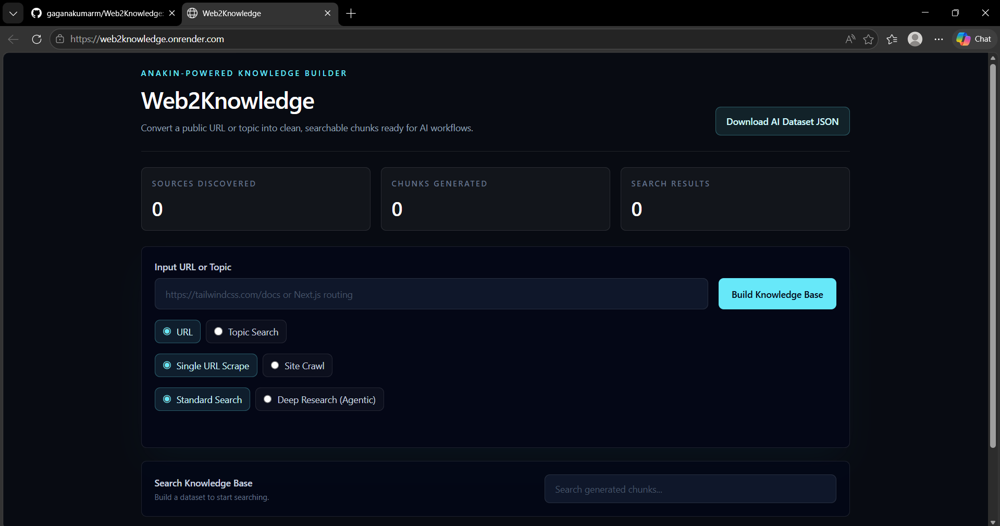 gaganakumarm/Web2Knowledge:
Web2Knowledge
https://web2knowledge.onrender.com
Chat
ANAKIN-POWERED KNOWLEDGE BUILDER
Web2Knowledge
Convert a public URL or topic into clean, searchable chunks ready for AI workflows.
Download AI Dataset JSON
SOURCES DISCOVERED
0
CHUNKS GENERATED
0
SEARCH RESULTS
0
Input URL or Topic
https://tailwindcss.com/docs or Next.js routing
Build Knowledge Base
URL
Topic Search
Single URL Scrape
Site Crawl
Standard Search
Deep Research (Agentic)
Search Knowledge Base
Build a dataset to start searching.
Search generated chunks...